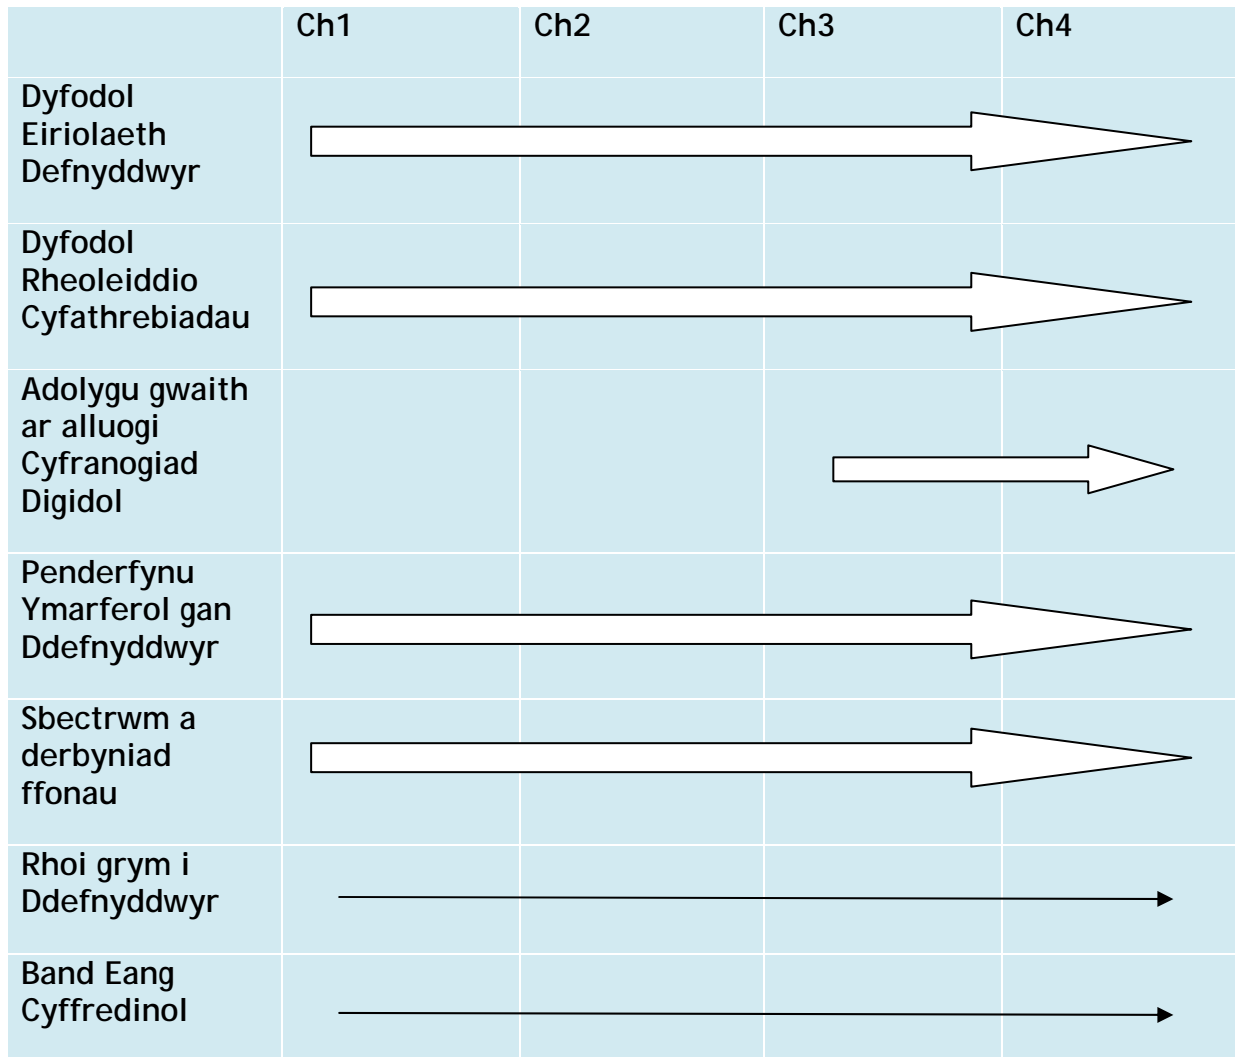 Ch1 Ch2 Ch3 Ch4
Dyfodol
Eiriolaeth
Defnyddwyr
Dyfodol
Rheoleiddio
Cyfathrebiadau
Adolygu gwaith
ar alluogi
Cyfranogiad
Digidol
Penderfynu
Ymarferol gan
Ddefnyddwyr
Sbectrwm a
derbyniad
ffonau
Rhoi grym i
Ddefnyddwyr
Band Eang
Cyffredinol